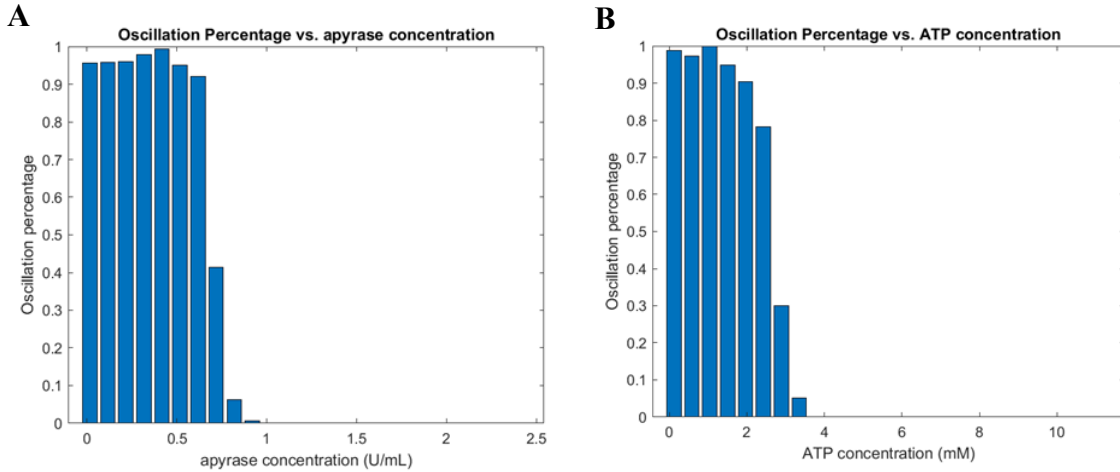 A
Oscillation Percentage vs. apyrase concentration
Oscillation percentage
1
0.9
0.8
0.7
0.6
0.5
0.4
0.3
0.2
0.1
0
0 0.5 1 1.5 2 2.5
apyrase concentration (U/mL)
B
Oscillation Percentage vs. ATP concentration
Oscillation percentage
1
0.9
0.8
0.7
0.6
0.5
0.4
0.3
0.2
0.1
0
0 2 4 6 8 10
ATP concentration (mM)